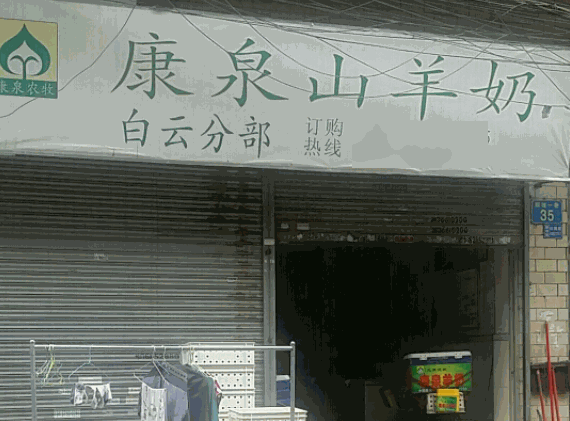 康泉山羊奶
康泉农牧
白云分部
订购
热线
35